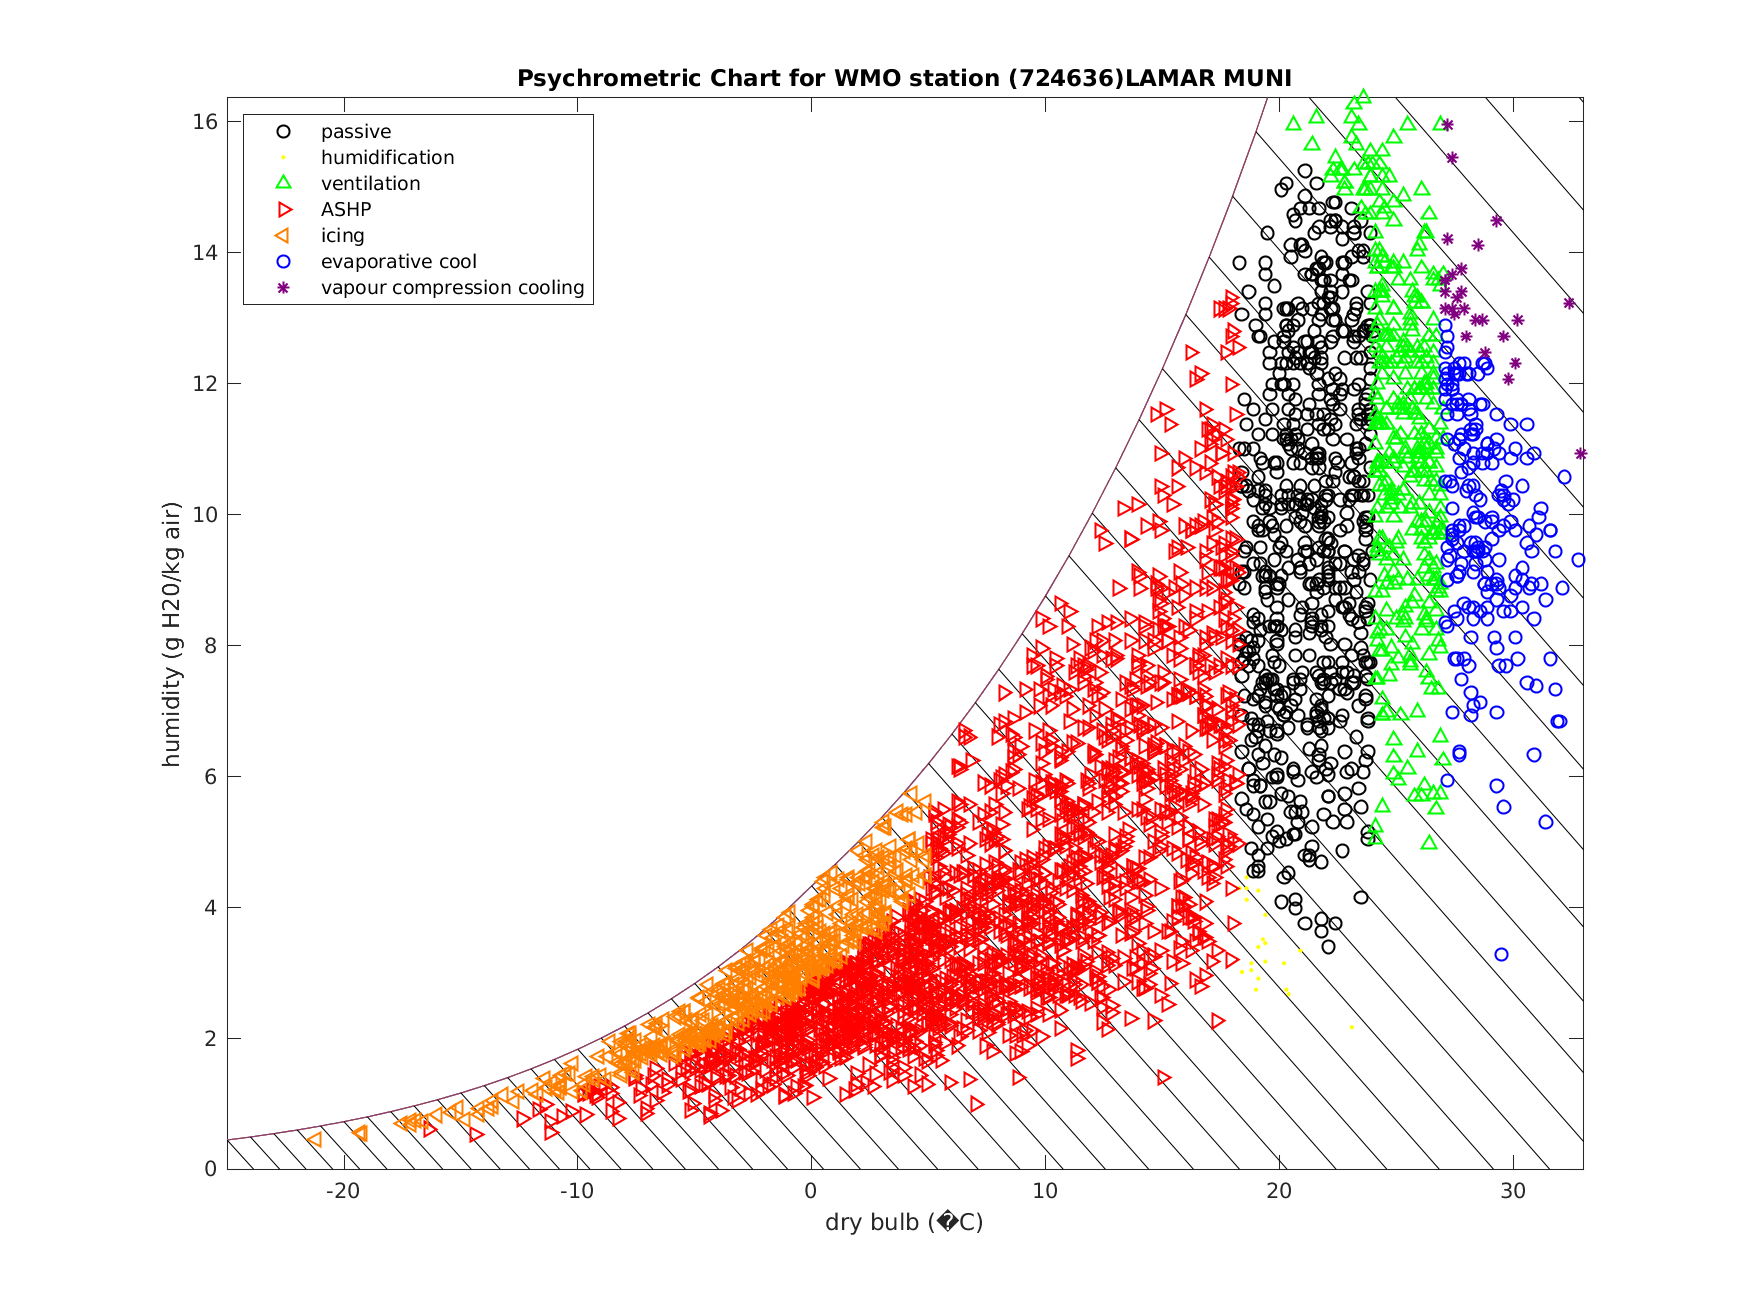 Psychrometric Chart for WMO station (724636)LAMAR MUNI
passive
humidification
ventilation
ASHP
icing
evaporative cool
vapour compression cooling
humidity (g H20/kg air)
16
14
12
10
8
6
4
2
0
-20
-10
0
10
20
30
dry bulb (�C)